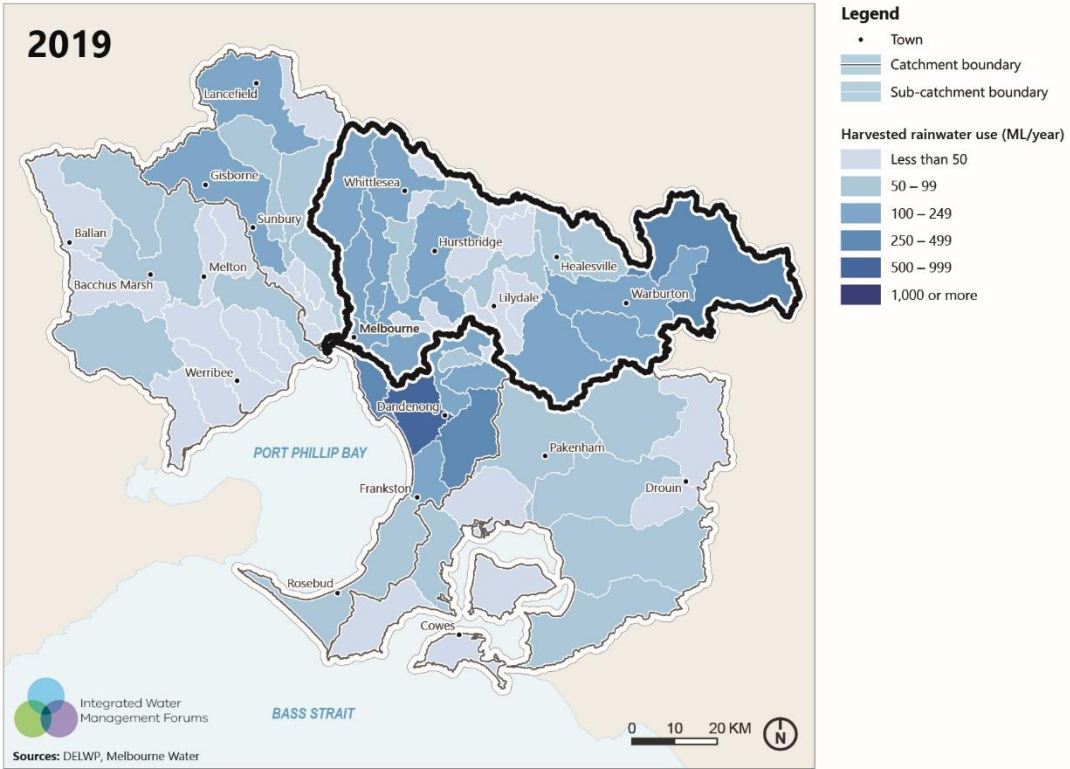 2019
Lancefield
Gisborne
Whittlesea
Sunbury
Ballan
Hurstbridge
Healesville
Melton
Bacchus Marsh
Lilydale
Warburton
Melbourne
Werribee
Dandenong
PORT PHILLIP BAY
Pakenham
Frankston
Drouin
Rosebud
Cowes
BASS STRAIT
Integrated Water
Management Forums
Sources: DELWP, Melbourne Water
0 10 20 KM
N
Legend
Town
Catchment boundary
Sub-catchment boundary
Harvested rainwater use (ML/year)
Less than 50
50 – 99
100 – 249
250 – 499
500 – 999
1,000 or more